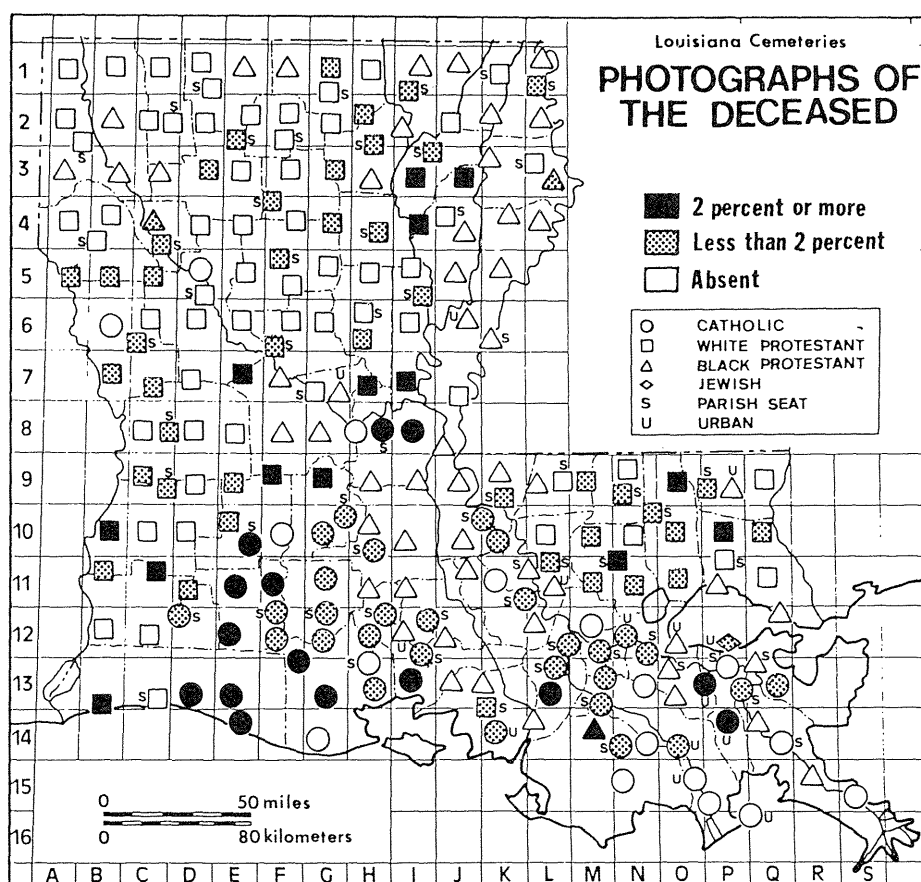 Louisiana Cemeteries
PHOTOGRAPHS OF
THE DECEASED
2 percent or more
Less than 2 percent
Absent
CATHOLIC
WHITE PROTESTANT
BLACK PROTESTANT
JEWISH
S PARISH SEAT
U URBAN
1
2
3
4
5
6
7
8
9
10
11
12
13
14
15
16
0 50 miles
0 80 kilometers
A B C D E F G H I J K L M N O P Q R S